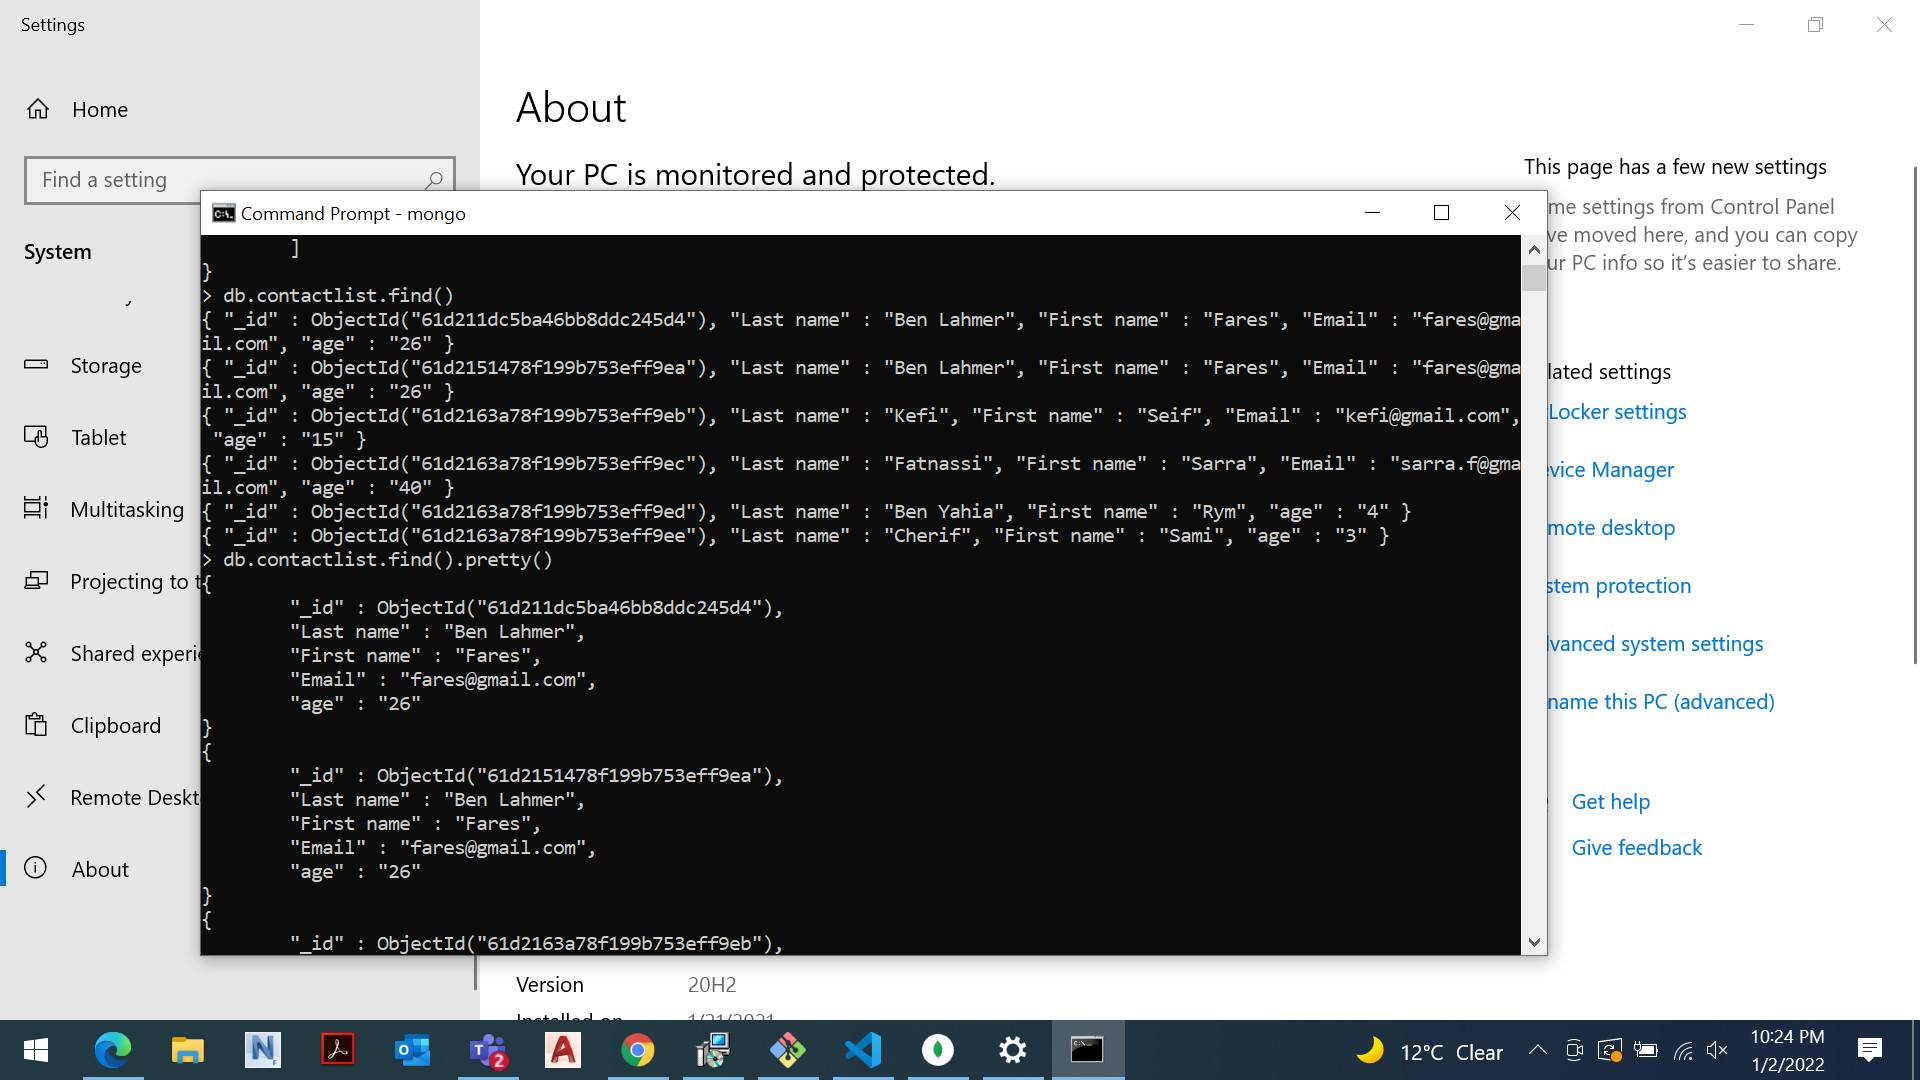 Settings
Home
Find a setting
System
Storage
Tablet
Multitasking
Projecting to t
Shared experie
Clipboard
Remote Deskt
About
About
Your PC is monitored and protected.
Command Prompt - mongo
]
}
> db.contactlist.find()
{ "_id" : ObjectId("61d211dc5ba46bb8ddc245d4"), "Last name" : "Ben Lahmer", "First name" : "Fares", "Email" : "fares@gma
il.com", "age" : "26" }
{ "_id" : ObjectId("61d2151478f199b753eff9ea"), "Last name" : "Ben Lahmer", "First name" : "Fares", "Email" : "fares@gma
il.com", "age" : "26" }
{ "_id" : ObjectId("61d2163a78f199b753eff9eb"), "Last name" : "Kefi", "First name" : "Seif", "Email" : "kefi@gmail.com",
"age" : "15" }
{ "_id" : ObjectId("61d2163a78f199b753eff9ec"), "Last name" : "Fatnassi", "First name" : "Sarra", "Email" : "sarra.f@gma
il.com", "age" : "40" }
{ "_id" : ObjectId("61d2163a78f199b753eff9ed"), "Last name" : "Ben Yahia", "First name" : "Rym", "age" : "4" }
{ "_id" : ObjectId("61d2163a78f199b753eff9ee"), "Last name" : "Cherif", "First name" : "Sami", "age" : "3" }
> db.contactlist.find().pretty()
{
"_id" : ObjectId("61d211dc5ba46bb8ddc245d4"),
"Last name" : "Ben Lahmer",
"First name" : "Fares",
"Email" : "fares@gmail.com",
"age" : "26"
}
{
"_id" : ObjectId("61d2151478f199b753eff9ea"),
"Last name" : "Ben Lahmer",
"First name" : "Fares",
"Email" : "fares@gmail.com",
"age" : "26"
}
{
"_id" : ObjectId("61d2163a78f199b753eff9eb"),
Version 20H2
This page has a few new settings
me settings from Control Panel
ve moved here, and you can copy
ur PC info so it's easier to share.
lated settings
Locker settings
vice Manager
mote desktop
stem protection
vanced system settings
name this PC (advanced)
Get help
Give feedback
2
12°C Clear
10:24 PM
1/2/2022